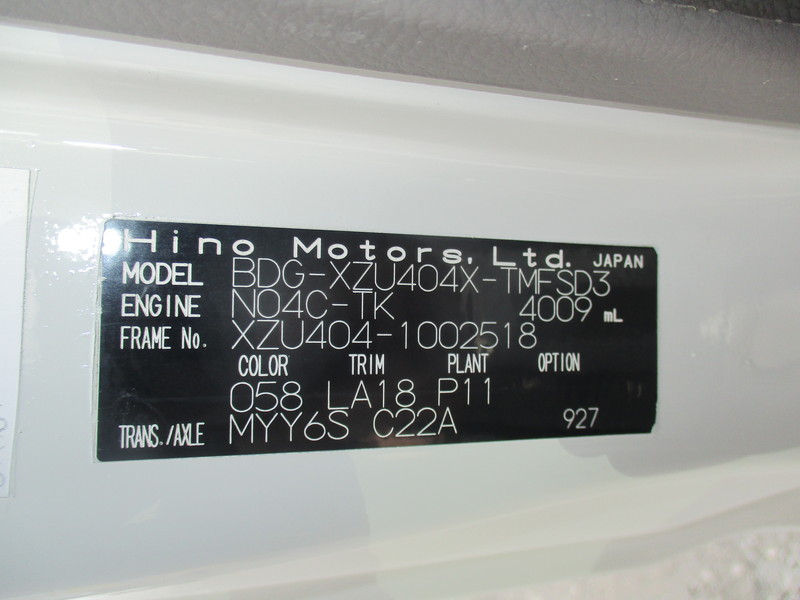 Hino Motors, Ltd. JAPAN
MODEL BDG-XZU404X-TMFSD3
ENGINE N04C-TK 4009 mL
FRAME No. XZU404-1002518
COLOR TRIM PLANT OPTION
058 LA18 P11
TRANS./AXLE MYY6S C22A 927